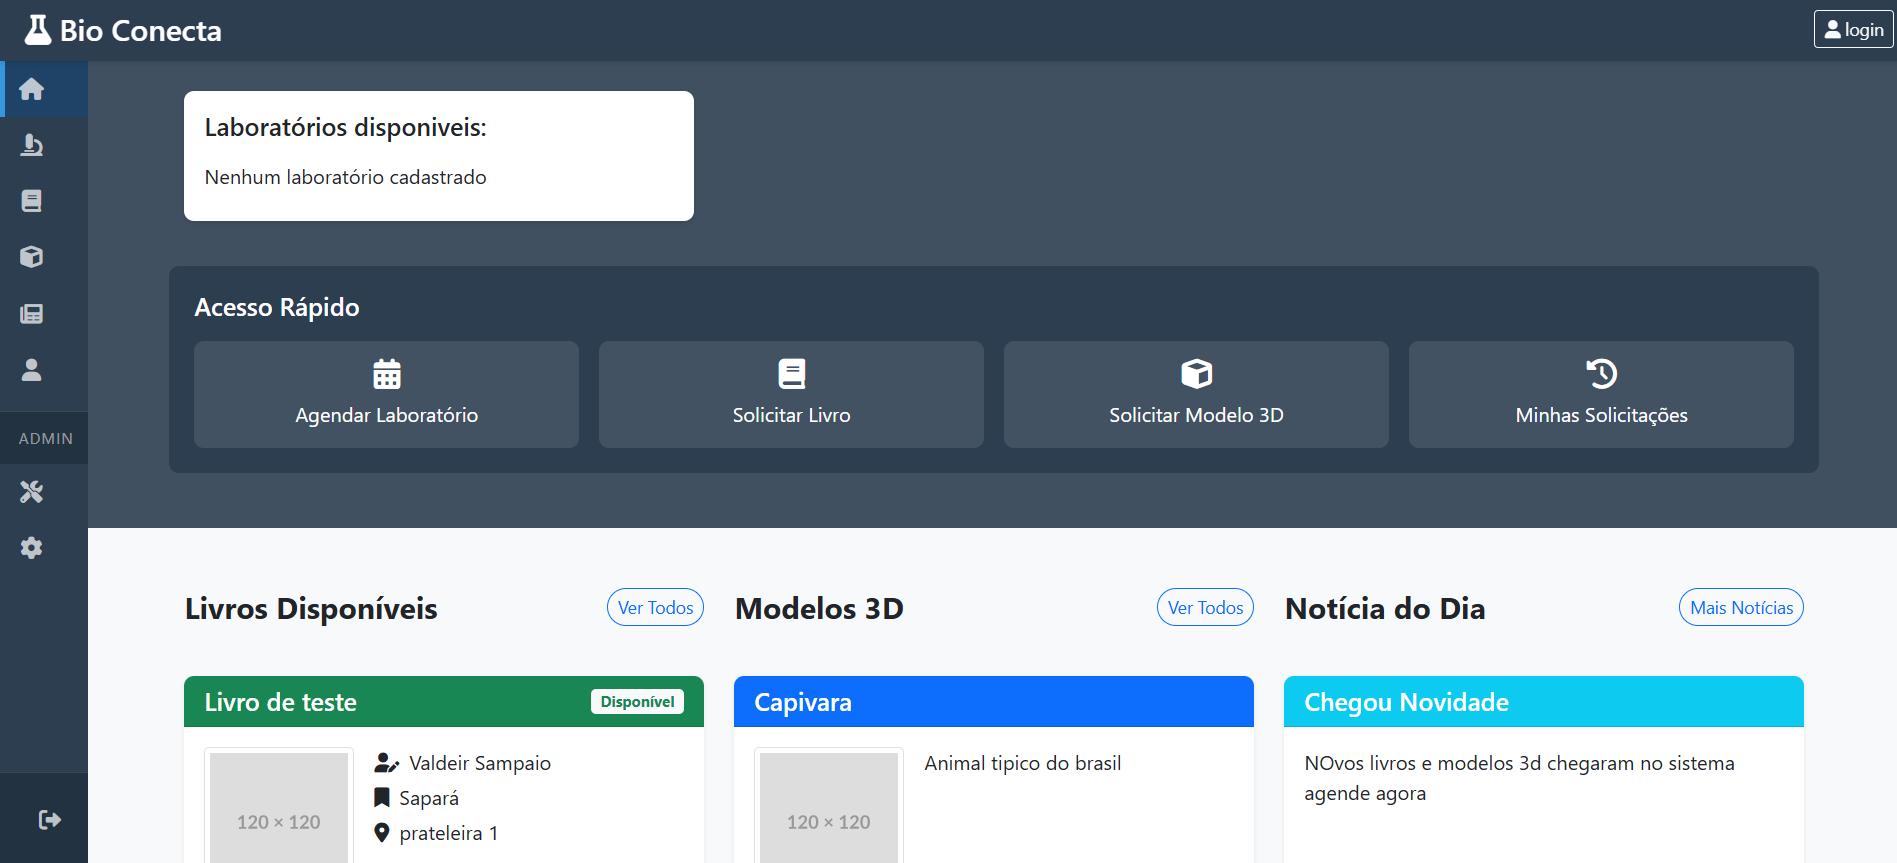 Bio Conecta
login
Laboratórios disponiveis:
Nenhum laboratório cadastrado
Acesso Rápido
Agendar Laboratório
Solicitar Livro
Solicitar Modelo 3D
Minhas Solicitações
ADMIN
Livros Disponíveis
Ver Todos
Modelos 3D
Ver Todos
Notícia do Dia
Mais Notícias
Livro de teste
Disponível
120 × 120
Valdeir Sampaio
Sapará
prateleira 1
Capivara
120 × 120
Animal tipico do brasil
Chegou Novidade
NOvos livros e modelos 3d chegaram no sistema
agende agora